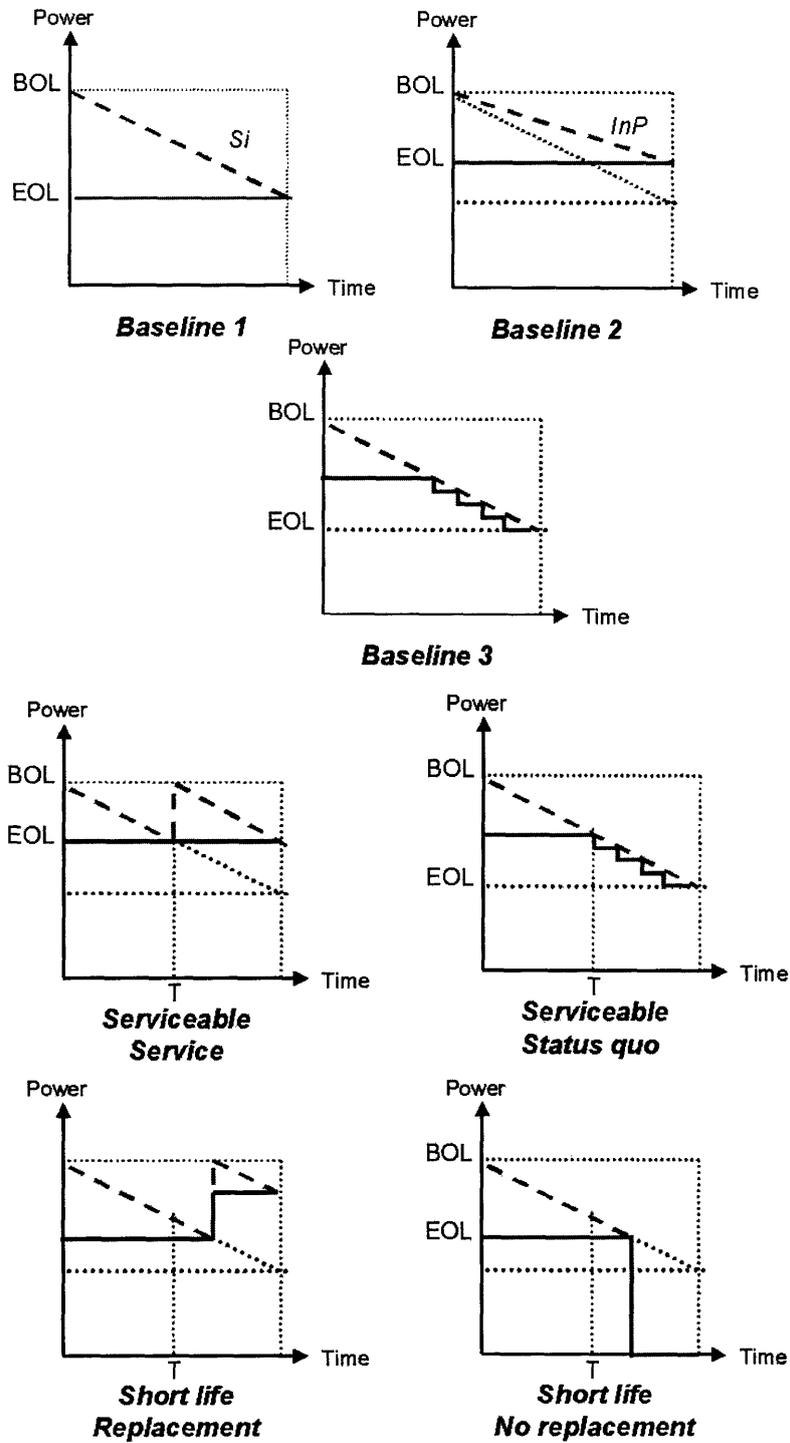 Power
BOL
Si
EOL
Time
Baseline 1
Power
BOL
InP
EOL
Time
Baseline 2
Power
BOL
EOL
Time
Baseline 3
Power
BOL
EOL
T
Time
Serviceable
Service
Power
BOL
EOL
T
Time
Serviceable
Status quo
Power
T
Time
Short life
Replacement
Power
BOL
EOL
T
Time
Short life
No replacement